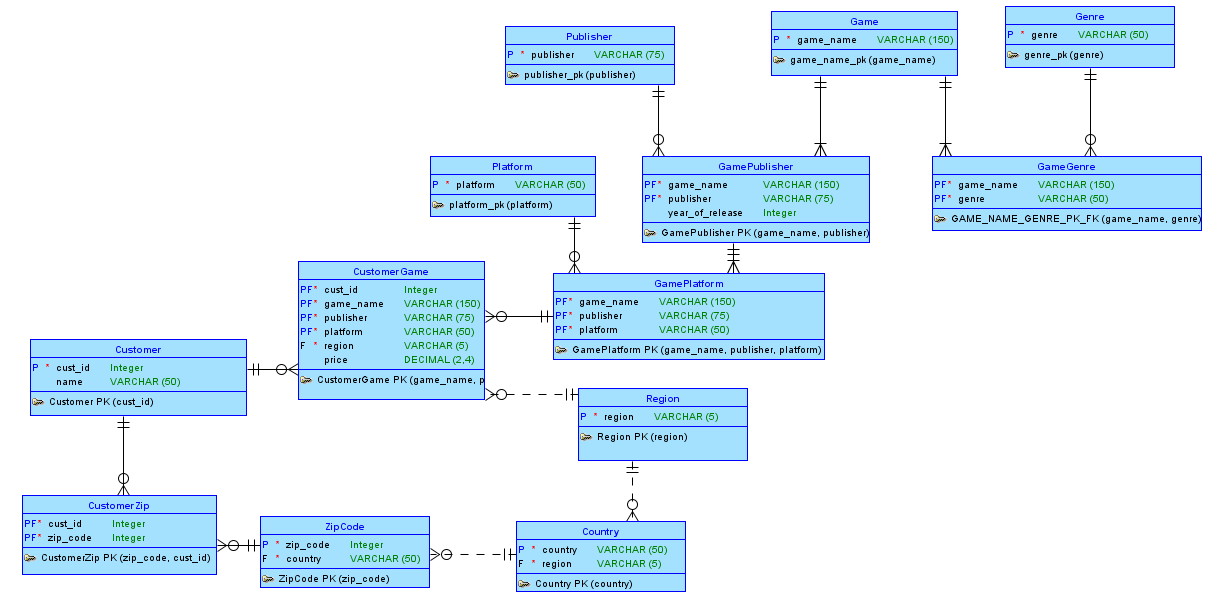 Publisher
P * publisher VARCHAR (75)
publisher_pk (publisher)
Game
P * game_name VARCHAR (150)
game_name_pk (game_name)
Genre
P * genre VARCHAR (50)
genre_pk (genre)
Platform
P * platform VARCHAR (50)
platform_pk (platform)
GamePublisher
PF* game_name VARCHAR (150)
PF* publisher VARCHAR (75)
year_of_release Integer
GamePublisher PK (game_name, publisher)
GameGenre
PF* game_name VARCHAR (150)
PF* genre VARCHAR (50)
GAME_NAME_GENRE_PK_FK (game_name, genre)
CustomerGame
PF* cust_id Integer
PF* game_name VARCHAR (150)
PF* publisher VARCHAR (75)
PF* platform VARCHAR (50)
F * region VARCHAR (5)
price DECIMAL (2,4)
CustomerGame PK (game_name, p
GamePlatform
PF* game_name VARCHAR (150)
PF* publisher VARCHAR (75)
PF* platform VARCHAR (50)
GamePlatform PK (game_name, publisher, platform)
Customer
P * cust_id Integer
name VARCHAR (50)
Customer PK (cust_id)
Region
P * region VARCHAR (5)
Region PK (region)
CustomerZip
PF* cust_id Integer
PF* zip_code Integer
CustomerZip PK (zip_code, cust_id)
ZipCode
P * zip_code Integer
F * country VARCHAR (50)
ZipCode PK (zip_code)
Country
P * country VARCHAR (50)
F * region VARCHAR (5)
Country PK (country)